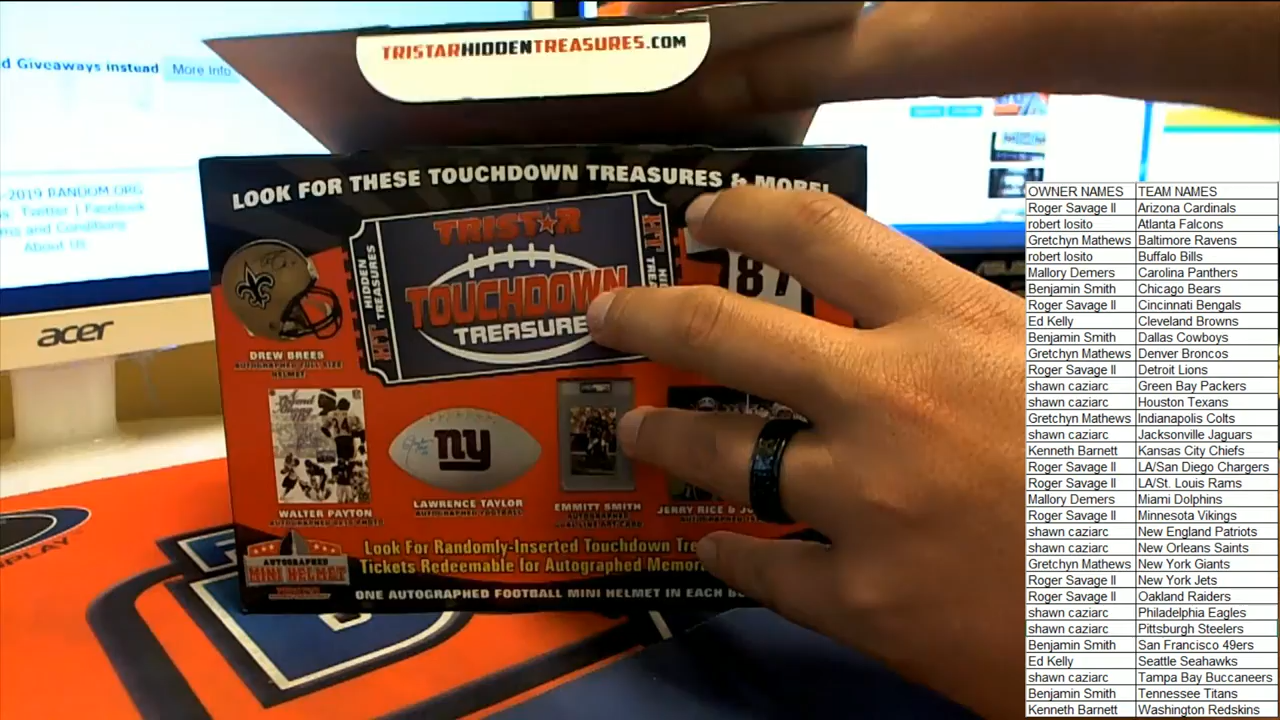 TRISTARHIDDENTREASURES.COM
d Giveaways instead More Info
-2019 RANDOM.ORG
Twitter | Facebook
ms and Conditions
About US
acer
LOOK FOR THESE TOUCHDOWN TREASURES & MORE!
TRISTAR
TOUCHDOWN
TREASURE
HIDDEN
TREASURES
HT
HT
87
DREW BREES
AUTOGRAPHED FULL SIZE
HELMET
ny
WALTER PAYTON
AUTOGRAPHED 8X10 PHOTO
LAWRENCE TAYLOR
AUTOGRAPHED FOOTBALL
EMMITT SMITH
AUTOGRAPHED
JERRY RICE & JO
Look For Randomly-Inserted Touchdown Tre
Tickets Redeemable for Autographed Memor
AUTOGRAPHED
MINI HELMET
ONE AUTOGRAPHED FOOTBALL MINI HELMET IN EACH B
OWNER NAMES TEAM NAMES
Roger Savage II Arizona Cardinals
robert losito Atlanta Falcons
Gretchyn Mathews Baltimore Ravens
robert losito Buffalo Bills
Mallory Demers Carolina Panthers
Benjamin Smith Chicago Bears
Roger Savage II Cincinnati Bengals
Ed Kelly Cleveland Browns
Benjamin Smith Dallas Cowboys
Gretchyn Mathews Denver Broncos
Roger Savage II Detroit Lions
shawn caziarc Green Bay Packers
shawn caziarc Houston Texans
Gretchyn Mathews Indianapolis Colts
shawn caziarc Jacksonville Jaguars
Kenneth Barnett Kansas City Chiefs
Roger Savage II LA/San Diego Chargers
Roger Savage II LA/St. Louis Rams
Mallory Demers Miami Dolphins
Roger Savage II Minnesota Vikings
shawn caziarc New England Patriots
shawn caziarc New Orleans Saints
Gretchyn Mathews New York Giants
Roger Savage II New York Jets
Roger Savage II Oakland Raiders
shawn caziarc Philadelphia Eagles
shawn caziarc Pittsburgh Steelers
Benjamin Smith San Francisco 49ers
Ed Kelly Seattle Seahawks
shawn caziarc Tampa Bay Buccaneers
Benjamin Smith Tennessee Titans
Kenneth Barnett Washington Redskins